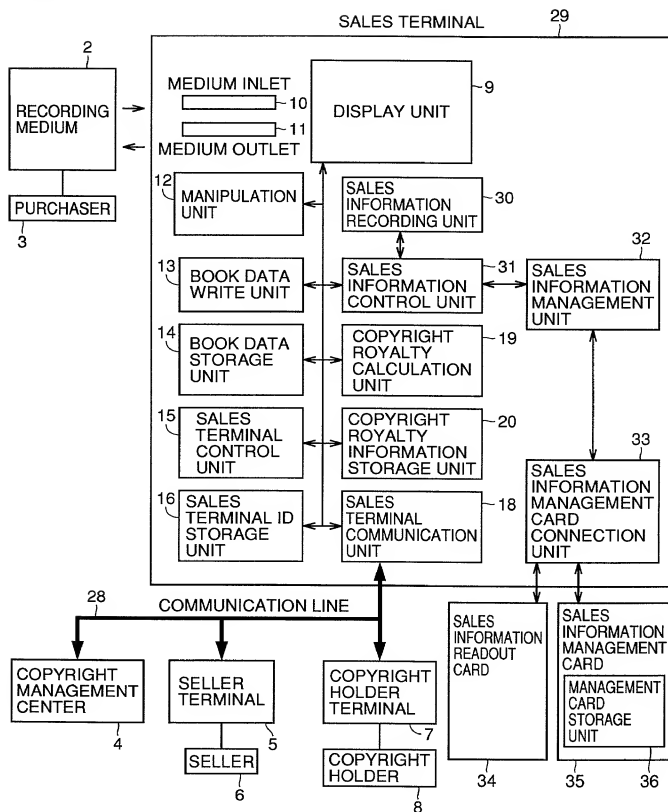 SALES TERMINAL
29
2
RECORDING
MEDIUM
PURCHASER
3
MEDIUM INLET
10
11
MEDIUM OUTLET
9
DISPLAY UNIT
12
MANIPULATION
UNIT
SALES
INFORMATION
RECORDING UNIT
30
13
BOOK DATA
WRITE UNIT
SALES
INFORMATION
CONTROL UNIT
31
32
SALES
INFORMATION
MANAGEMENT
UNIT
14
BOOK DATA
STORAGE
UNIT
COPYRIGHT
ROYALTY
CALCULATION
UNIT
19
15
SALES
TERMINAL
CONTROL
UNIT
COPYRIGHT
ROYALTY
INFORMATION
STORAGE UNIT
20
33
SALES
INFORMATION
MANAGEMENT
CARD
CONNECTION
UNIT
16
SALES
TERMINAL ID
STORAGE
UNIT
SALES
TERMINAL
COMMUNICATION
UNIT
18
28
COMMUNICATION LINE
COPYRIGHT
MANAGEMENT
CENTER
4
SELLER
TERMINAL
5
SELLER
6
COPYRIGHT
HOLDER
TERMINAL
7
COPYRIGHT
HOLDER
8
SALES
INFORMATION
READOUT
CARD
34
SALES
INFORMATION
MANAGEMENT
CARD
MANAGEMENT
CARD
STORAGE
UNIT
35
36